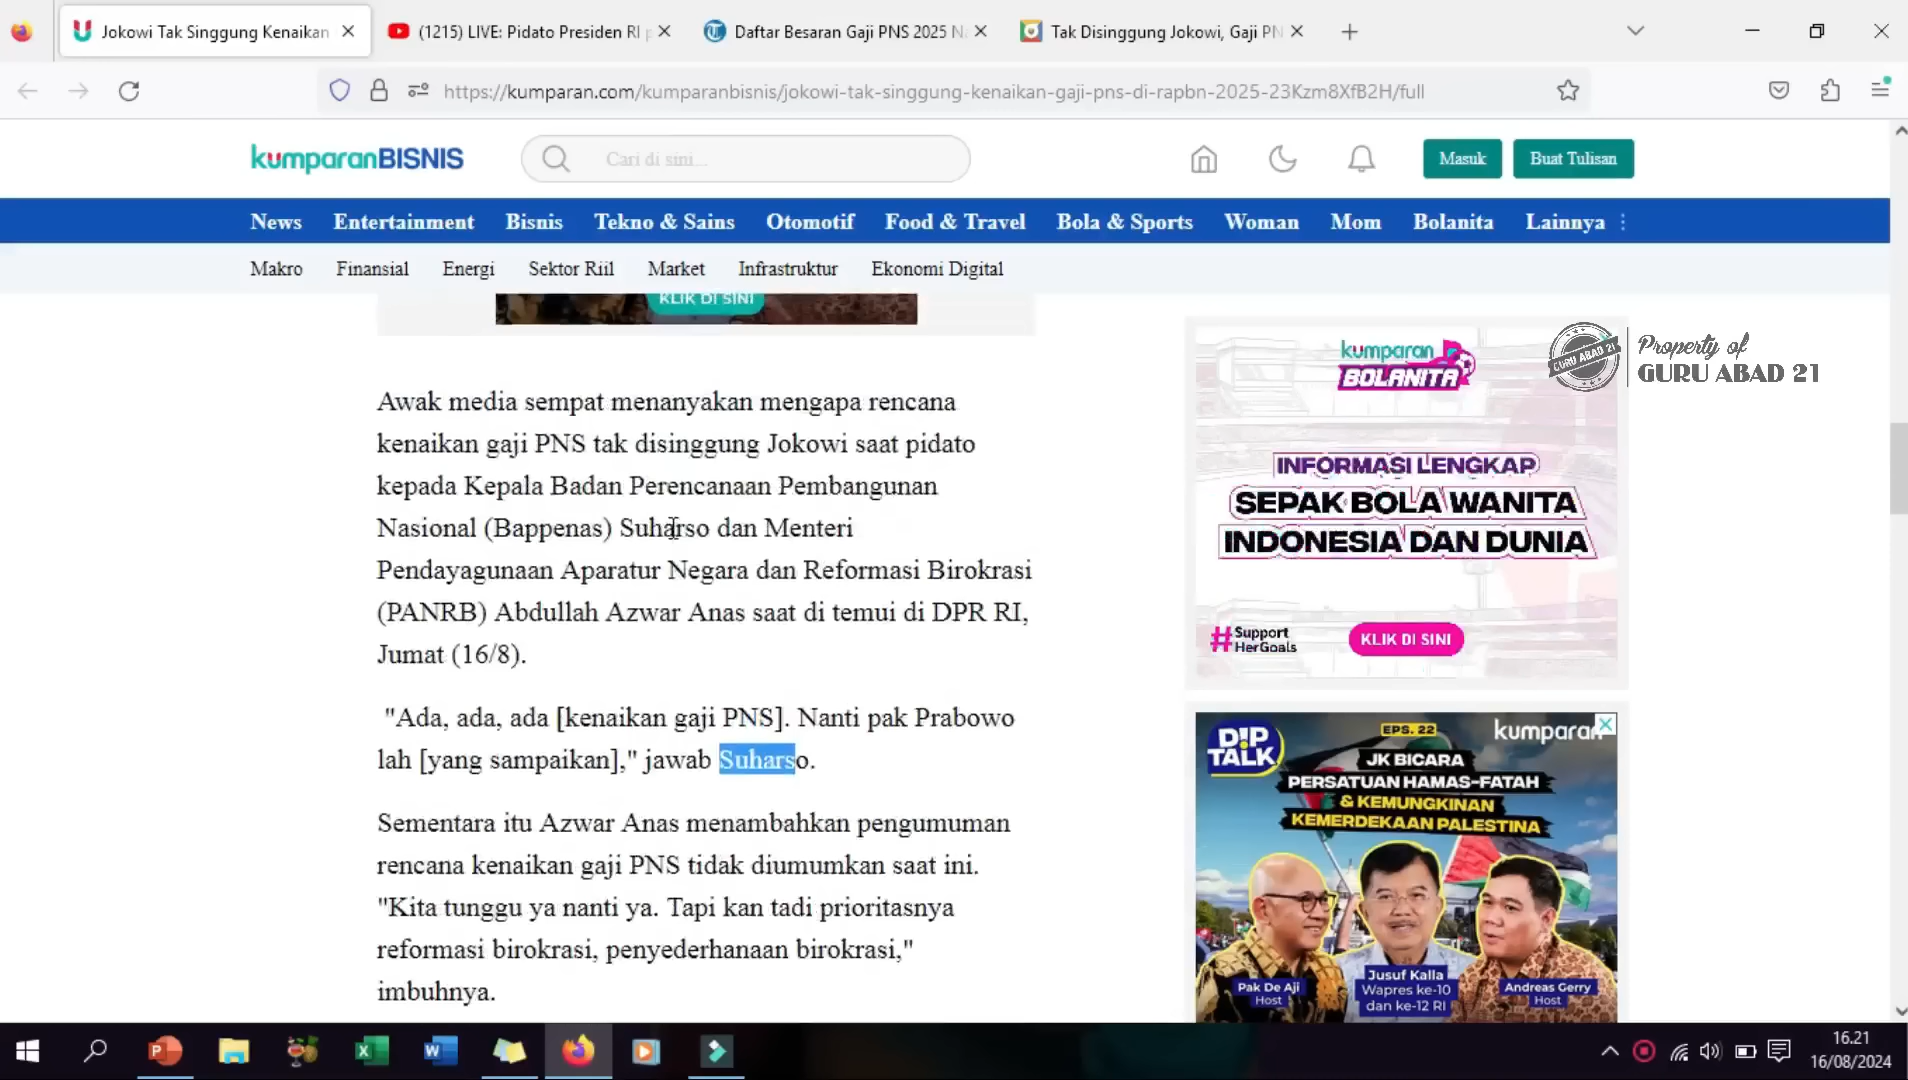 Jokowi Tak Singgung Kenaikan
(1215) LIVE: Pidato Presiden RI
Daftar Besaran Gaji PNS 2025
Tak Disinggung Jokowi, Gaji PN
https://kumparan.com/kumparanbisnis/jokowi-tak-singgung-kenaikan-gaji-pns-di-rapbn-2025-23Kzm8XfB2H/full
kumparanBISNIS
Cari di sini...
Masuk
Buat Tulisan
News Entertainment Bisnis Tekno & Sains Otomotif Food & Travel Bola & Sports Woman Mom Bolanita Lainnya
Makro Finansial Energi Sektor Riil Market Infrastruktur Ekonomi Digital
KLIK DI SINI
Awak media sempat menanyakan mengapa rencana
kenaikan gaji PNS tak disinggung Jokowi saat pidato
kepada Kepala Badan Perencanaan Pembangunan
Nasional (Bappenas) Suharso dan Menteri
Pendayagunaan Aparatur Negara dan Reformasi Birokrasi
(PANRB) Abdullah Azwar Anas saat di temui di DPR RI,
Jumat (16/8).
"Ada, ada, ada [kenaikan gaji PNS]. Nanti pak Prabowo
lah [yang sampaikan]," jawab Suharso.
Sementara itu Azwar Anas menambahkan pengumuman
rencana kenaikan gaji PNS tidak diumumkan saat ini.
"Kita tunggu ya nanti ya. Tapi kan tadi prioritasnya
reformasi birokrasi, penyederhanaan birokrasi,"
imbuhnya.
kumparan
BOLANITA
INFORMASI LENGKAP
SEPAK BOLA WANITA
INDONESIA DAN DUNIA
#Support
HerGoals
KLIK DI SINI
GURU ABAD 21
Property of
GURU ABAD 21
D!P
TALK
EPS. 22
kumparan
JK BICARA
PERSATUAN HAMAS-FATAH
& KEMUNGKINAN
KEMERDEKAAN PALESTINA
Pak De Aji
Host
Jusuf Kalla
Wapres ke-10
dan ke-12 RI
Andreas Gerry
Host
16.21
16/08/2024